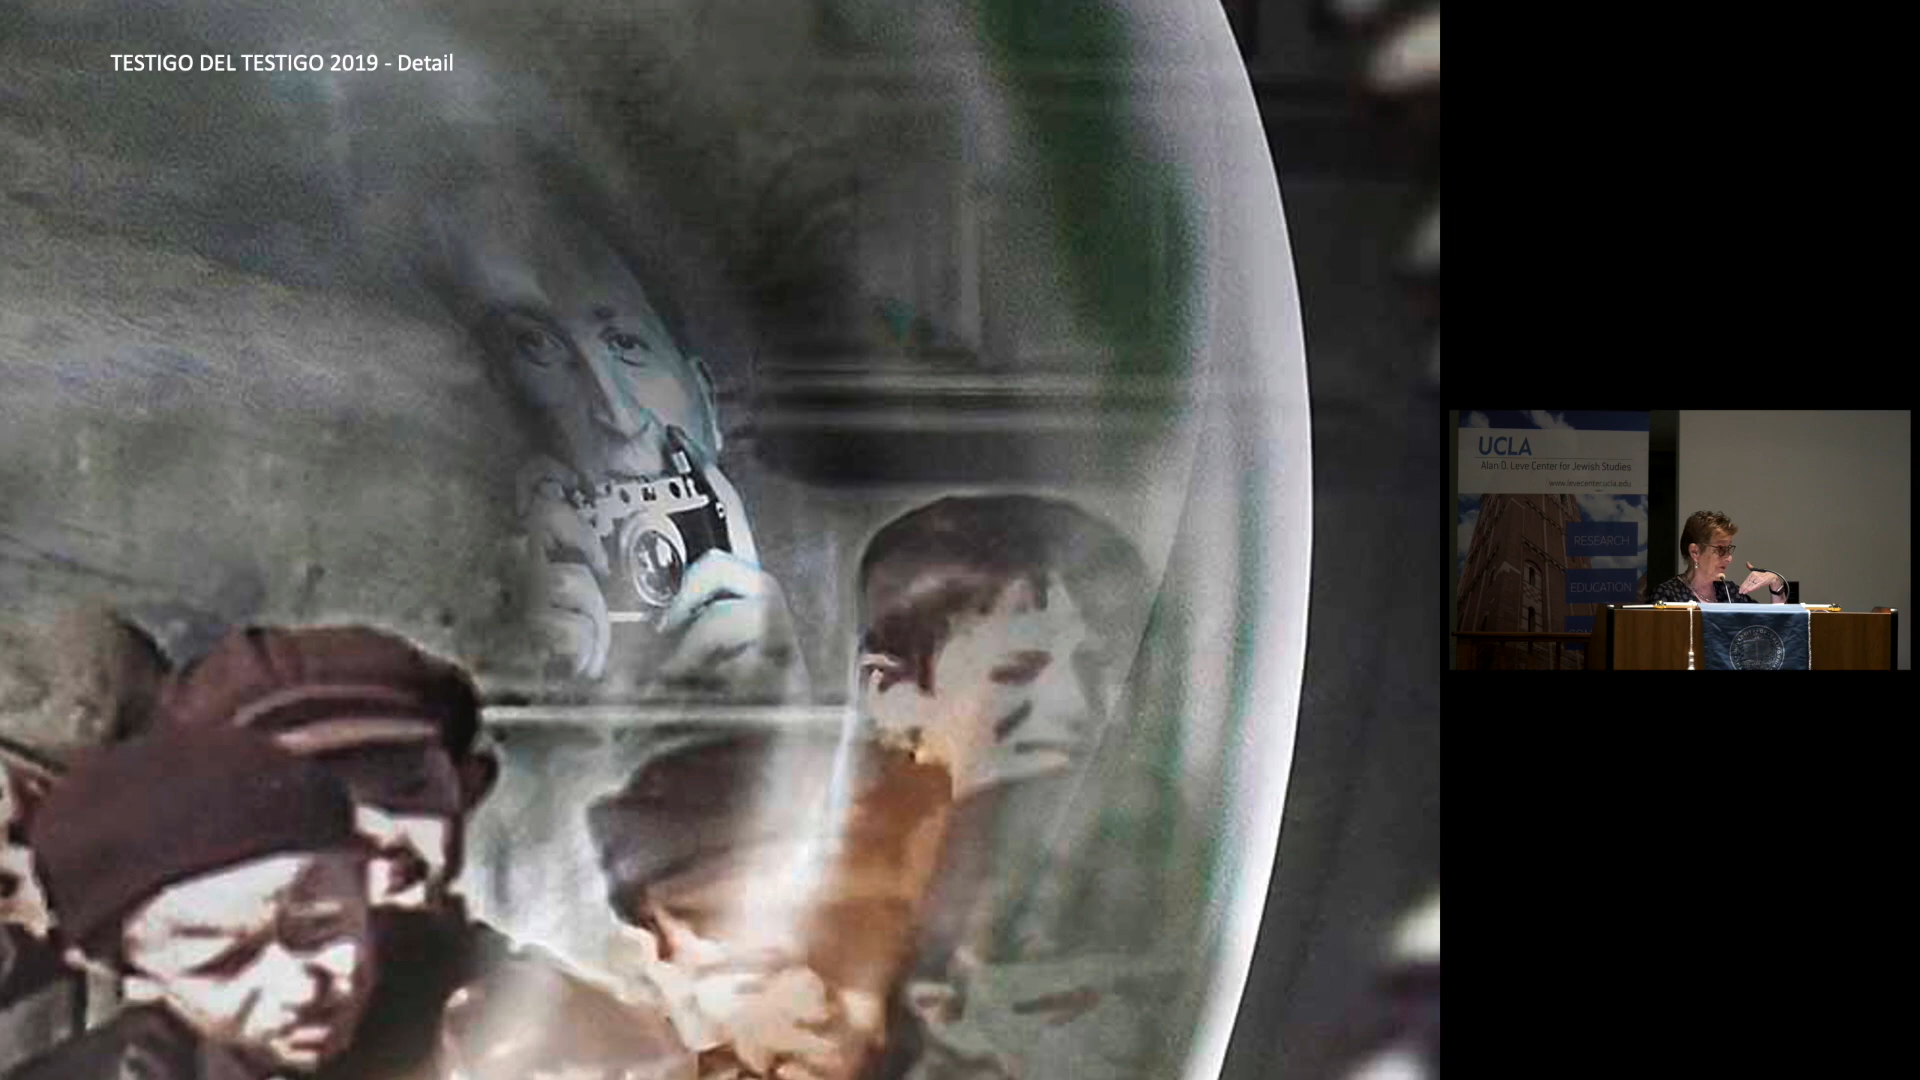 TESTIGO DEL TESTIGO 2019 - Detail
UCLA
Alan D. Leve Center for Jewish Studies
www.levecenter.ucla.edu
RESEARCH
EDUCATION